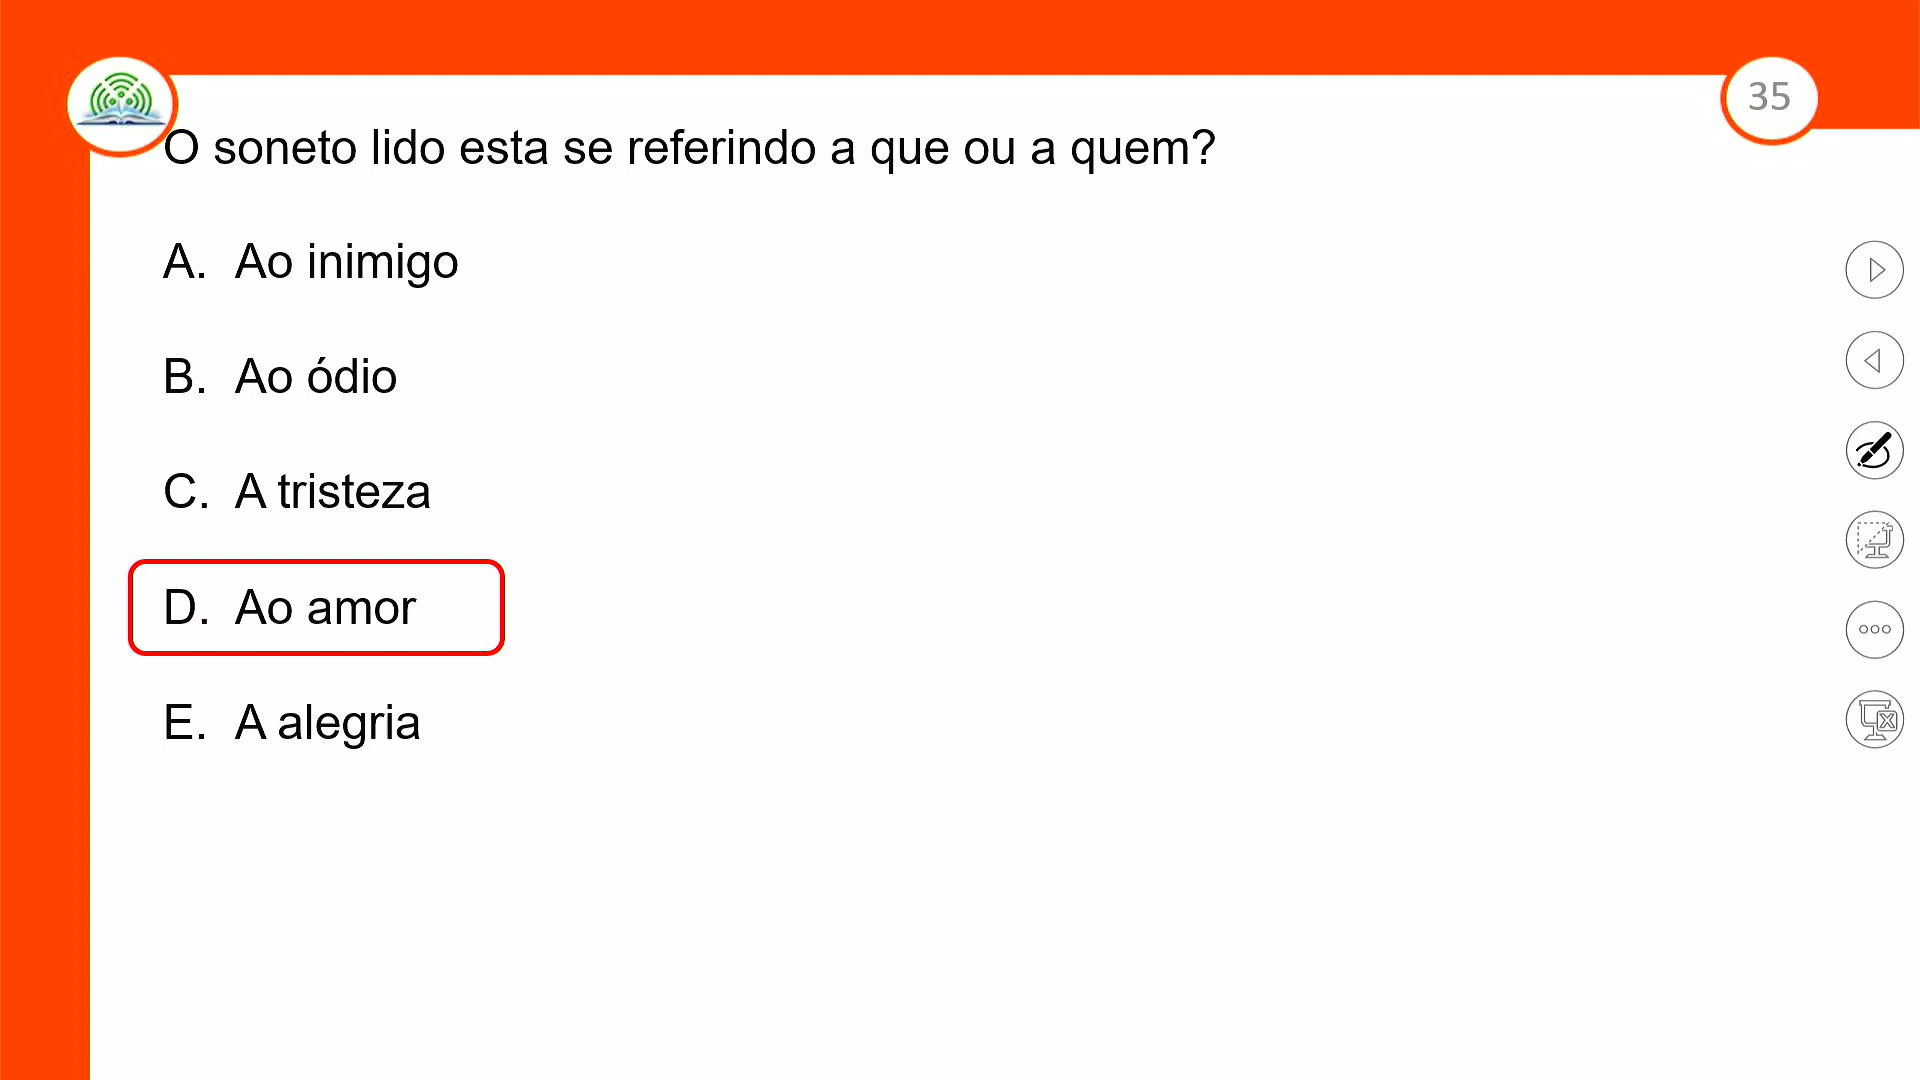 35
O soneto lido esta se referindo a que ou a quem?
A. Ao inimigo
B. Ao ódio
C. A tristeza
D. Ao amor
E. A alegria